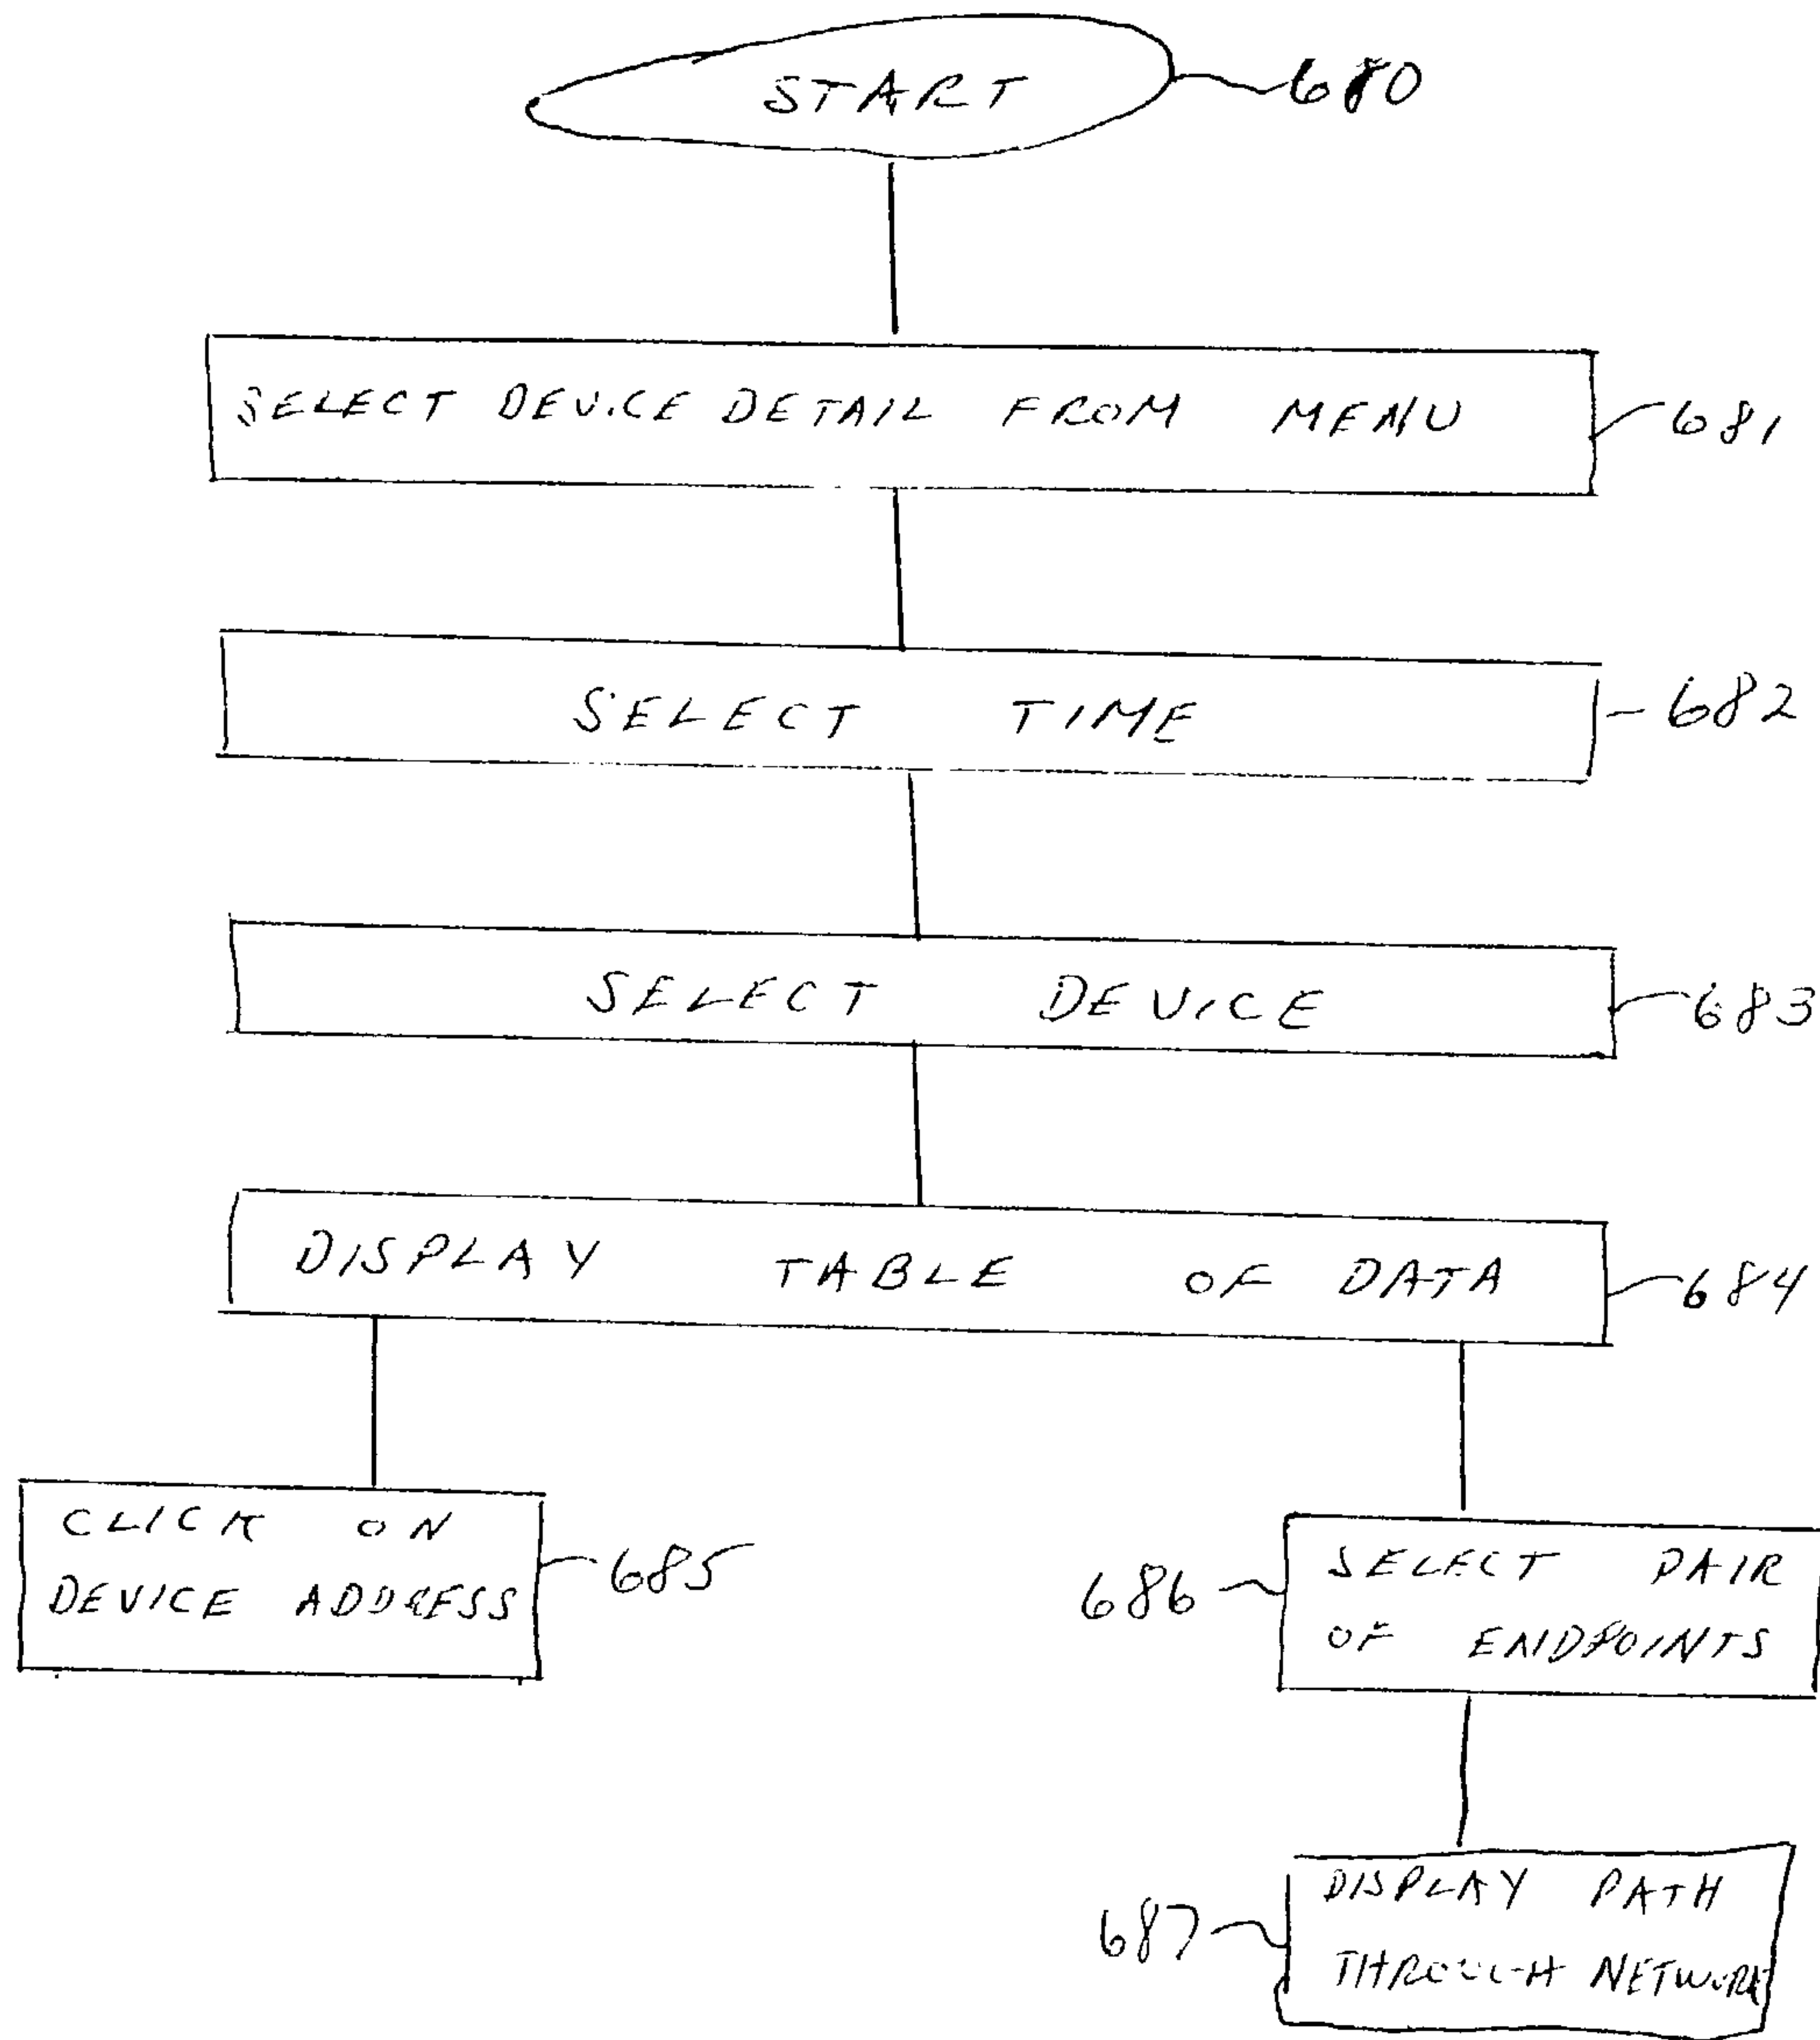 START 680
SELECT DEVICE DETAIL FROM MENU 681
SELECT TIME 682
SELECT DEVICE 683
DISPLAY TABLE OF DATA 684
CLICK ON
DEVICE ADDRESS
685
686
SELECT PAIR
OF ENDPOINTS
687
DISPLAY PATH
THROUGH NETWORK